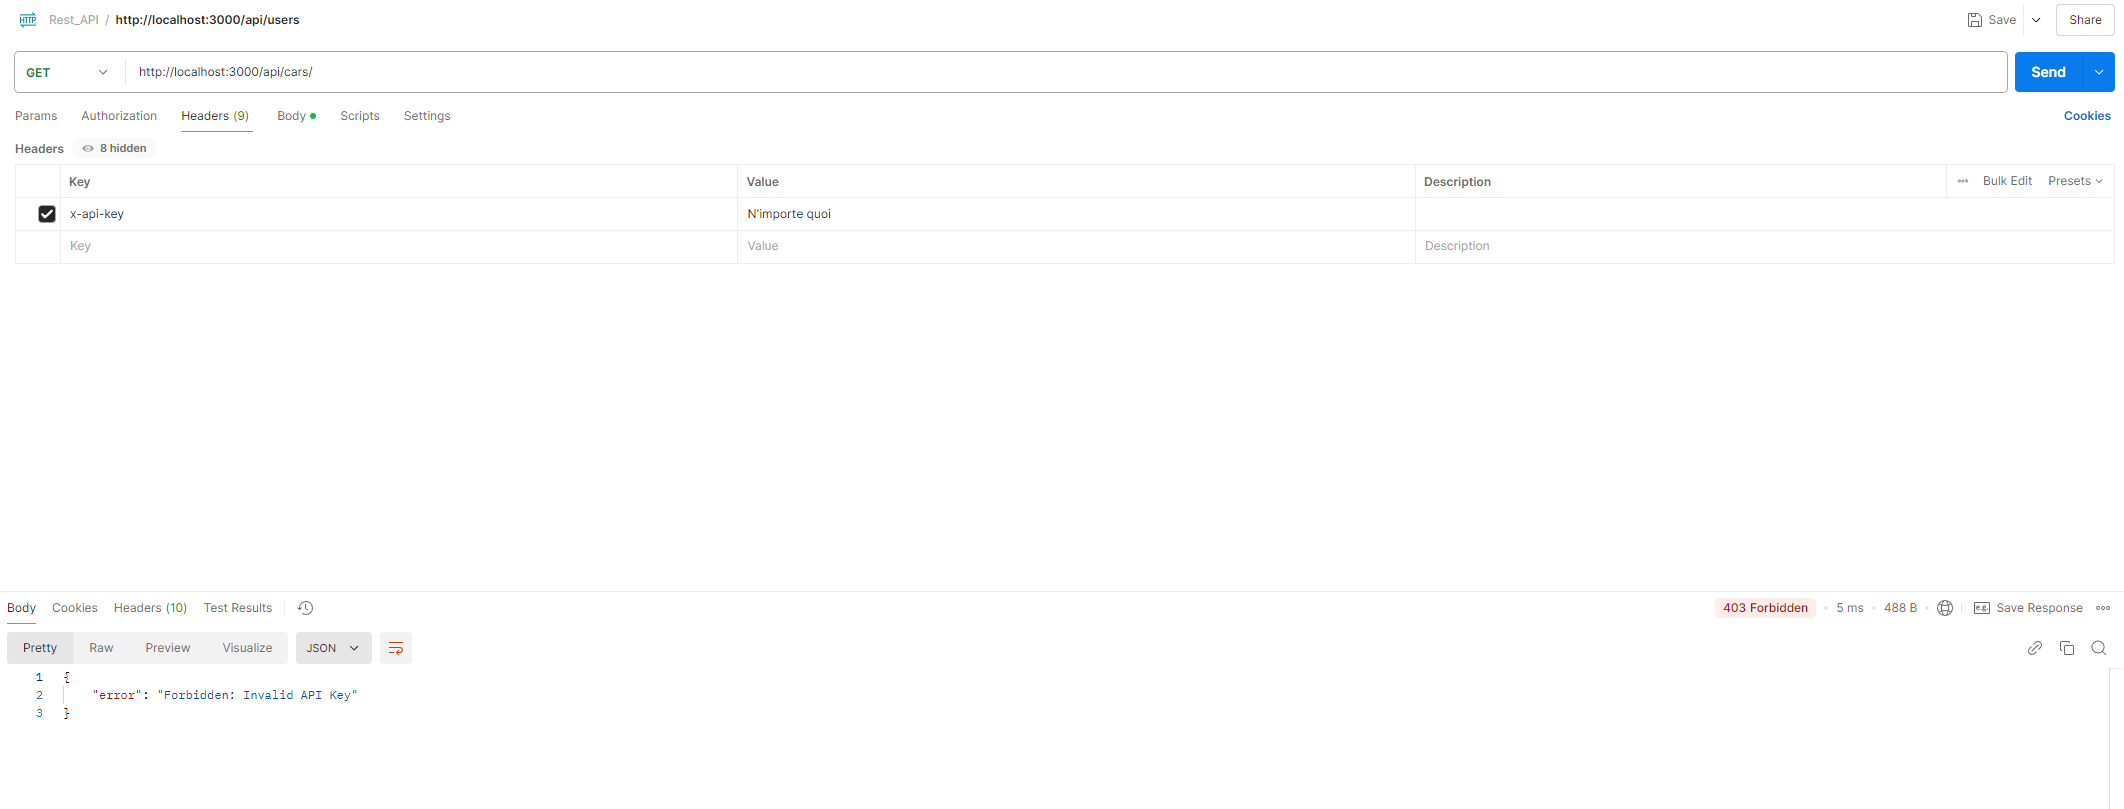 HTTP Rest_API / http://localhost:3000/api/users Save Share
GET http://localhost:3000/api/cars/ Send
Params Authorization Headers (9) Body Scripts Settings Cookies
Headers 8 hidden
Key Value Description Bulk Edit Presets
x-api-key N'importe quoi
Key Value Description
Body Cookies Headers (10) Test Results 403 Forbidden 5 ms 488 B e.g. Save Response
Pretty Raw Preview Visualize JSON
1 {
2 "error": "Forbidden: Invalid API Key"
3 }